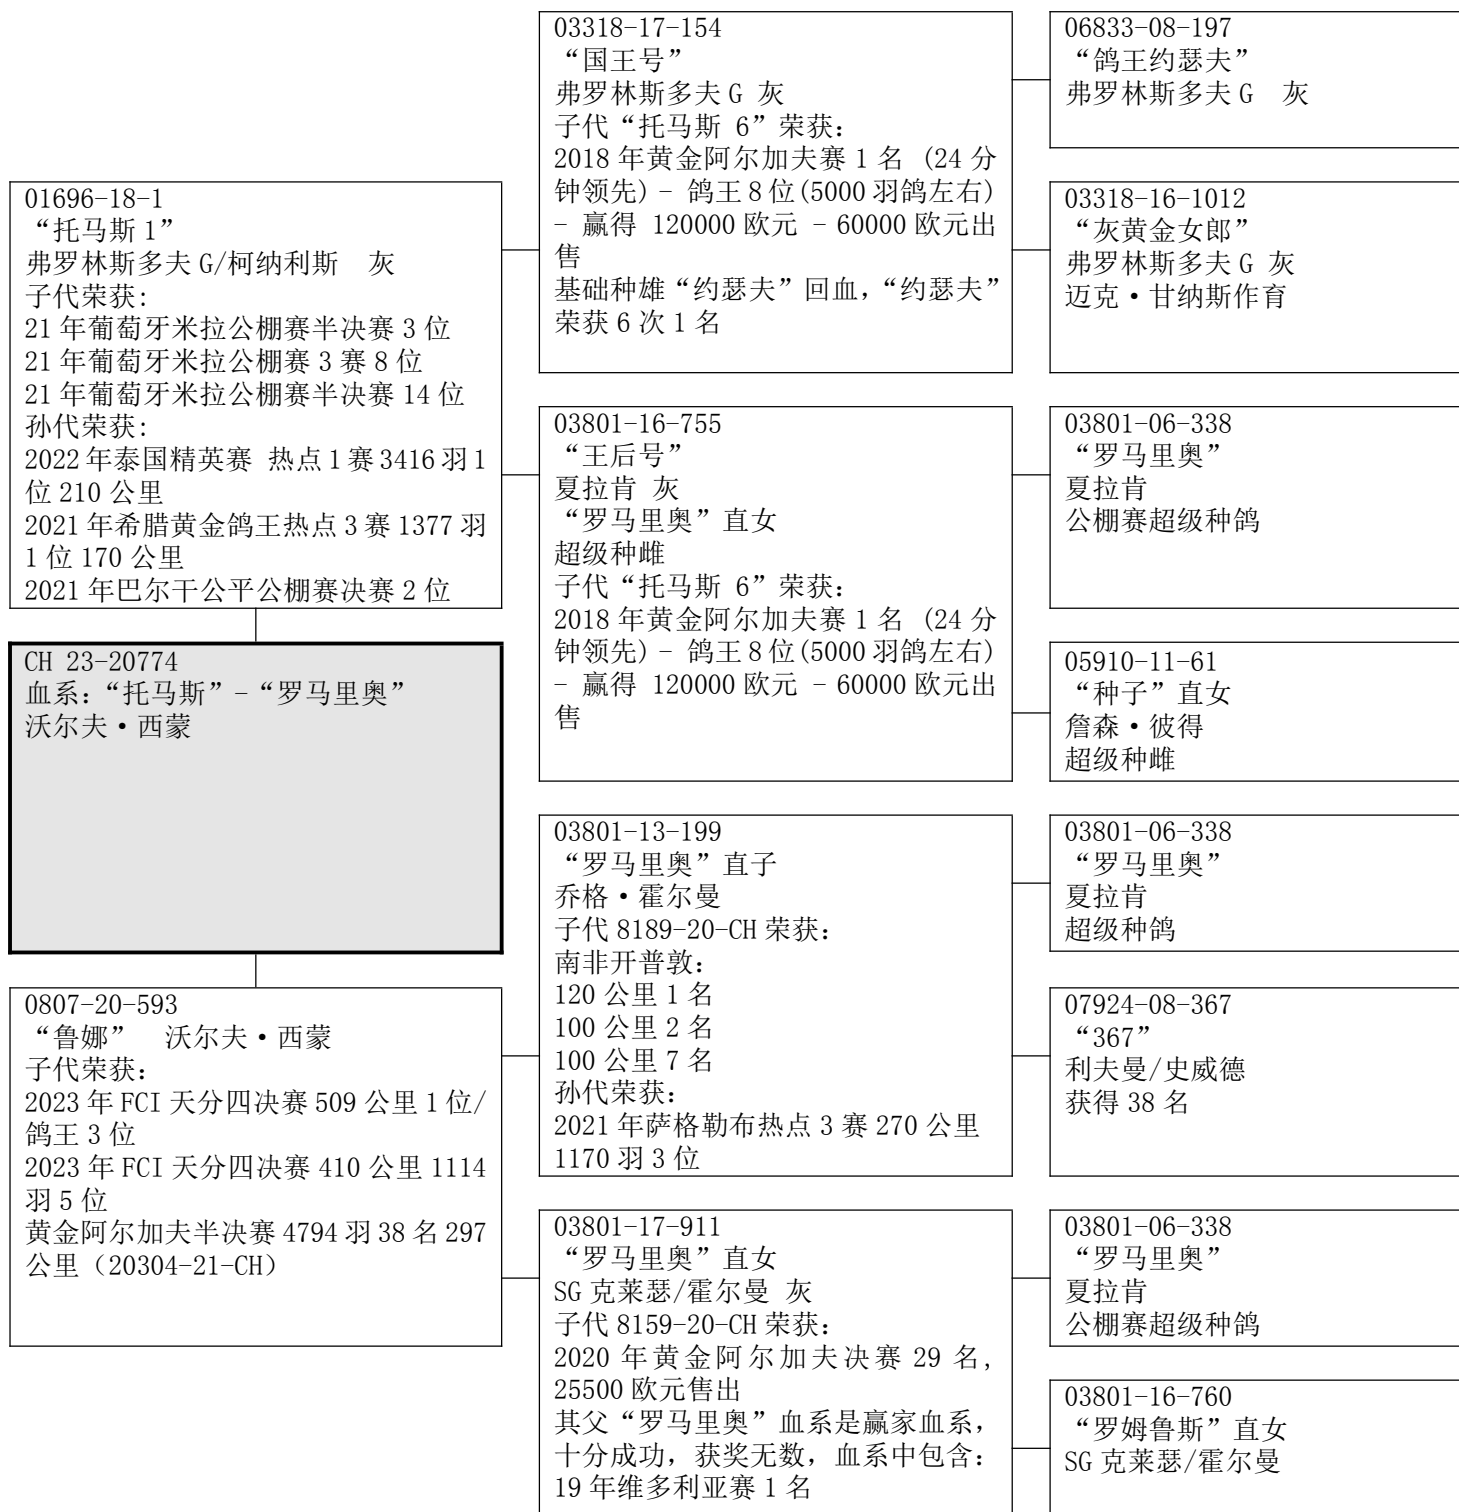 01696-18-1
“托马斯 1”
弗罗林斯多夫 G/柯纳利斯 灰
子代荣获:
21 年葡萄牙米拉公棚赛半决赛 3 位
21 年葡萄牙米拉公棚赛 3 赛 8 位
21 年葡萄牙米拉公棚赛半决赛 14 位
孙代荣获:
2022 年泰国精英赛 热点 1 赛 3416 羽 1
位 210 公里
2021 年希腊黄金鸽王热点 3 赛 1377 羽
1 位 170 公里
2021 年巴尔干公平公棚赛决赛 2 位
CH 23-20774
血系：“托马斯”-“罗马里奥”
沃尔夫·西蒙
0807-20-593
“鲁娜” 沃尔夫·西蒙
子代荣获：
2023 年 FCI 天分四决赛 509 公里 1 位/
鸽王 3 位
2023 年 FCI 天分四决赛 410 公里 1114
羽 5 位
黄金阿尔加夫半决赛 4794 羽 38 名 297
公里（20304-21-CH）
03318-17-154
“国王号”
弗罗林斯多夫 G 灰
子代“托马斯 6”荣获：
2018 年黄金阿尔加夫赛 1 名 (24 分
钟领先) - 鸽王 8 位(5000 羽鸽左右)
- 赢得 120000 欧元 - 60000 欧元出
售
基础种雄“约瑟夫”回血，“约瑟夫”
荣获 6 次 1 名
03801-16-755
“王后号”
夏拉肯 灰
“罗马里奥”直女
超级种雌
子代“托马斯 6”荣获：
2018 年黄金阿尔加夫赛 1 名 (24 分
钟领先) - 鸽王 8 位(5000 羽鸽左右)
- 赢得 120000 欧元 - 60000 欧元出
售
03801-13-199
“罗马里奥”直子
乔格·霍尔曼
子代 8189-20-CH 荣获：
南非开普敦：
120 公里 1 名
100 公里 2 名
100 公里 7 名
孙代荣获：
2021 年萨格勒布热点 3 赛 270 公里
1170 羽 3 位
03801-17-911
“罗马里奥”直女
SG 克莱瑟/霍尔曼 灰
子代 8159-20-CH 荣获：
2020 年黄金阿尔加夫决赛 29 名，
25500 欧元售出
其父“罗马里奥”血系是赢家血系，
十分成功，获奖无数，血系中包含：
19 年维多利亚赛 1 名
06833-08-197
“鸽王约瑟夫”
弗罗林斯多夫 G 灰
03318-16-1012
“灰黄金女郎”
弗罗林斯多夫 G 灰
迈克·甘纳斯作育
03801-06-338
“罗马里奥”
夏拉肯
公棚赛超级种鸽
05910-11-61
“种子”直女
詹森·彼得
超级种雌
03801-06-338
“罗马里奥”
夏拉肯
超级种鸽
07924-08-367
“367”
利夫曼/史威德
获得 38 名
03801-06-338
“罗马里奥”
夏拉肯
公棚赛超级种鸽
03801-16-760
“罗姆鲁斯”直女
SG 克莱瑟/霍尔曼